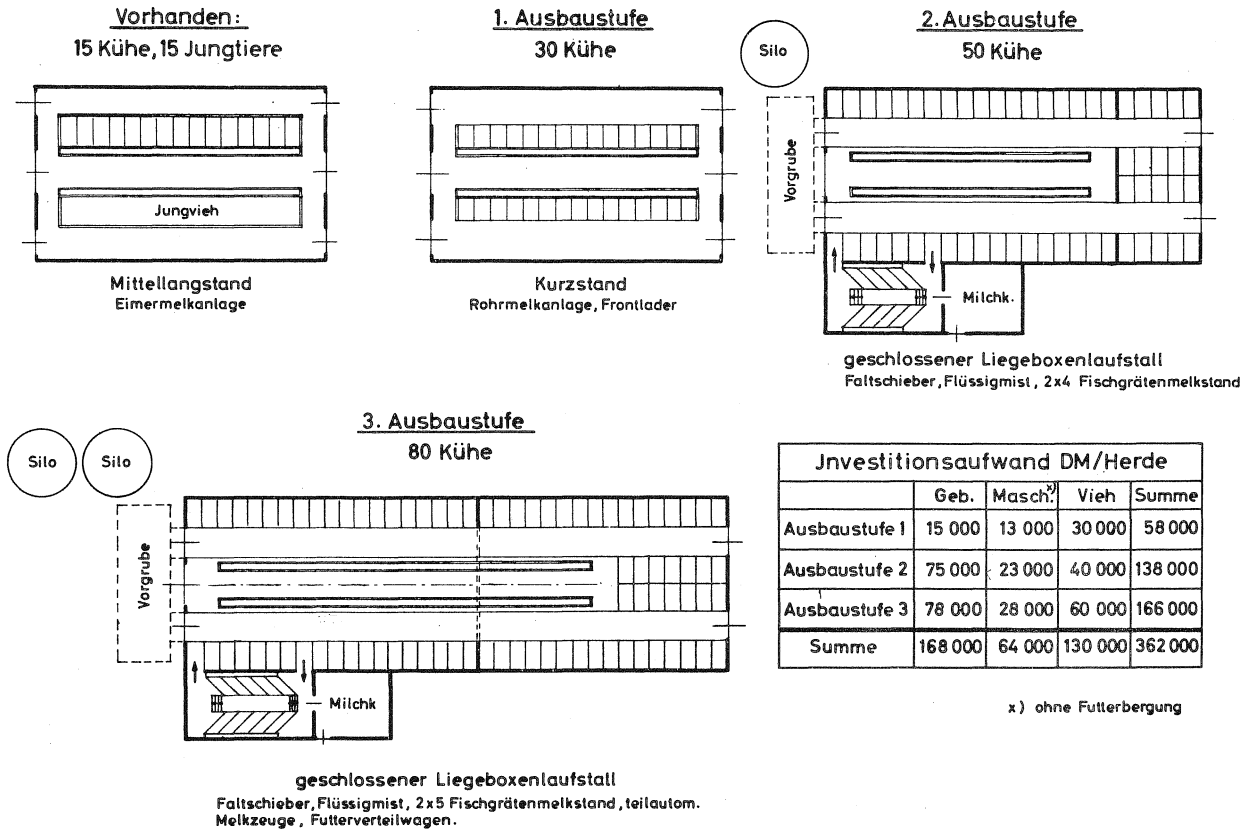 Vorhanden:
15 Kühe, 15 Jungtiere
Jungvieh
Mittellangstand
Eimermelkanlage
1. Ausbaustufe
30 Kühe
Kurzstand
Rohrmelkanlage, Frontlader
2. Ausbaustufe
50 Kühe
Silo
Vorgrube
Milchk.
geschlossener Liegeboxenlaufstall
Faltschieber, Flüssigmist, 2x4 Fischgrätenmelkstand
3. Ausbaustufe
80 Kühe
Silo
Silo
Vorgrube
Milchk
geschlossener Liegeboxenlaufstall
Faltschieber, Flüssigmist, 2x5 Fischgrätenmelkstand, teilautom.
Melkzeuge, Futterverteilwagen.
Jnvestitionsaufwand DM/Herde
Geb. Masch.x) Vieh Summe
Ausbaustufe 1 15 000 13 000 30 000 58 000
Ausbaustufe 2 75 000 23 000 40 000 138 000
Ausbaustufe 3 78 000 28 000 60 000 166 000
Summe 168 000 64 000 130 000 362 000
x) ohne Futterbergung